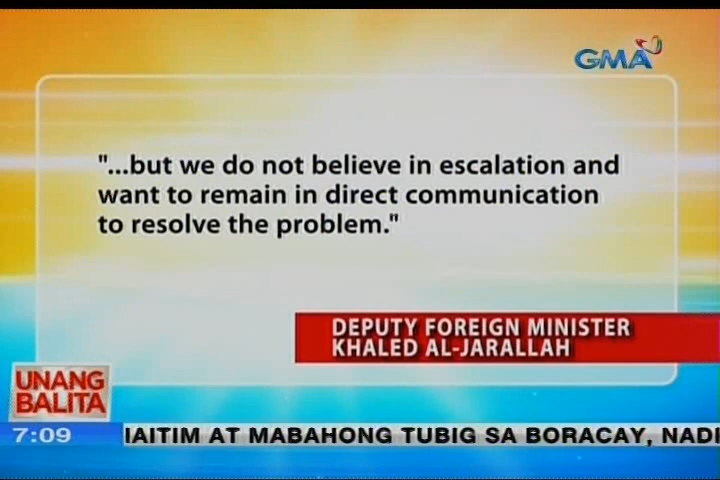 GMA
"...but we do not believe in escalation and
want to remain in direct communication
to resolve the problem."
DEPUTY FOREIGN MINISTER
KHALED AL-JARALLAH
UNANG
BALITA
7:09
IAITIM AT MABAHONG TUBIG SA BORACAY,